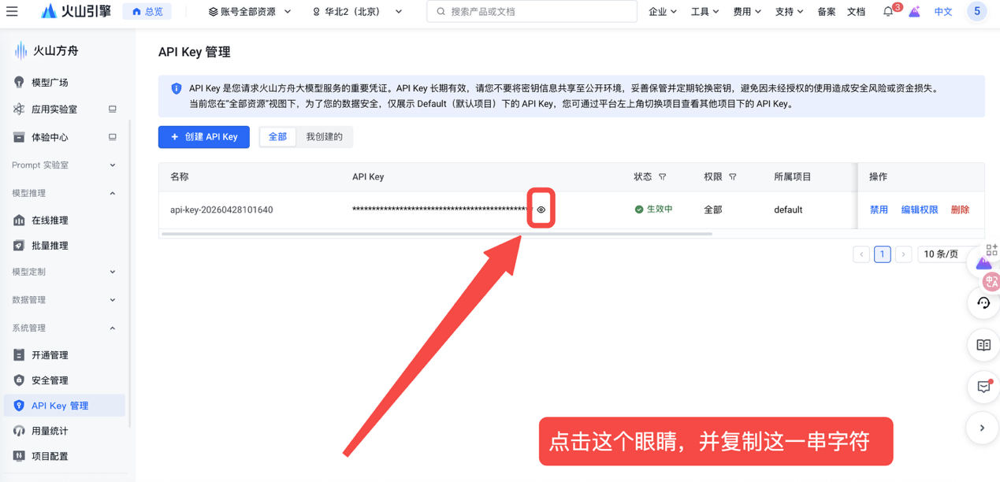 火山引擎
总览
账号全部资源
华北2（北京）
搜索产品或文档
企业
工具
费用
支持
备案
文档
3
中文
5
火山方舟
模型广场
应用实验室
体验中心
Prompt 实验室
模型推理
在线推理
批量推理
模型定制
数据管理
系统管理
开通管理
安全管理
API Key 管理
用量统计
项目配置
API Key 管理
API Key 是您请求火山方舟大模型服务的重要凭证。API Key 长期有效，请您不要将密钥信息共享至公开环境，妥善保管并定期轮换密钥，避免因未经授权的使用造成安全风险或资金损失。
当前您在“全部资源”视图下，为了您的数据安全，仅展示 Default（默认项目）下的 API Key，您可通过平台左上角切换项目查看其他项目下的 API Key。
+ 创建 API Key
全部
我创建的
名称 API Key 状态 权限 所属项目 操作
api-key-20260428101640 ********************************************* 生效中 全部 default 禁用 编辑权限 删除
1
10 条/页
中A
点击这个眼睛，并复制这一串字符